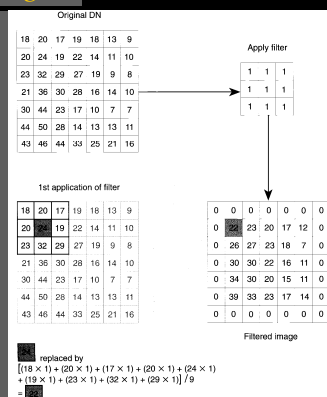 Original DN
18 20 17 19 18 13 9
20 24 19 22 14 11 10
23 32 29 27 19 9 8
21 36 30 28 16 14 10
30 44 23 17 10 7 7
44 50 28 14 13 13 11
43 46 44 33 25 21 16
Apply filter
1 1 1
1 1 1
1 1 1
1st application of filter
18 20 17 19 18 13 9
20 24 19 22 14 11 10
23 32 29 27 19 9 8
21 36 30 28 16 14 10
30 44 23 17 10 7 7
44 50 28 14 13 13 11
43 46 44 33 25 21 16
0 0 0 0 0 0 0
0 22 23 20 17 12 0
0 26 27 23 18 7 0
0 30 30 22 16 11 0
0 34 30 20 15 11 0
0 39 33 23 17 14 0
0 0 0 0 0 0 0
Filtered image
24 replaced by
[(18 × 1) + (20 × 1) + (17 × 1) + (20 × 1) + (24 × 1)
+ (19 × 1) + (23 × 1) + (32 × 1) + (29 × 1)] / 9
= 22